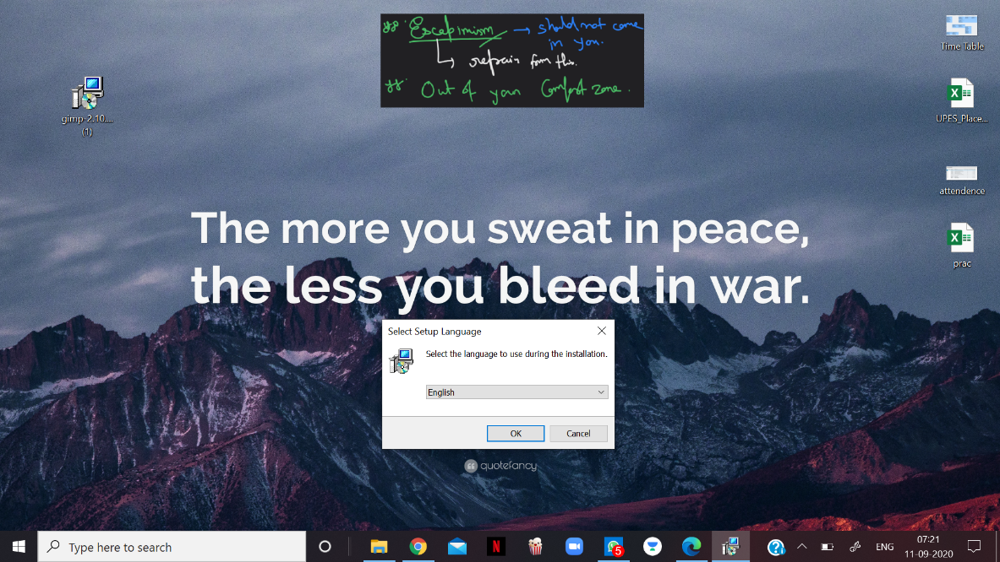 ** Escapimism → should not come
in you.
↳ refrain form this.
** Out of your Comfort zone.
Time Table
gimp-2.10....
(1)
UPES_Place...
attendence
prac
The more you sweat in peace,
the less you bleed in war.
Select Setup Language
Select the language to use during the installation.
English
OK Cancel
quotefancy
Type here to search
N
5
ENG
07:21
11-09-2020